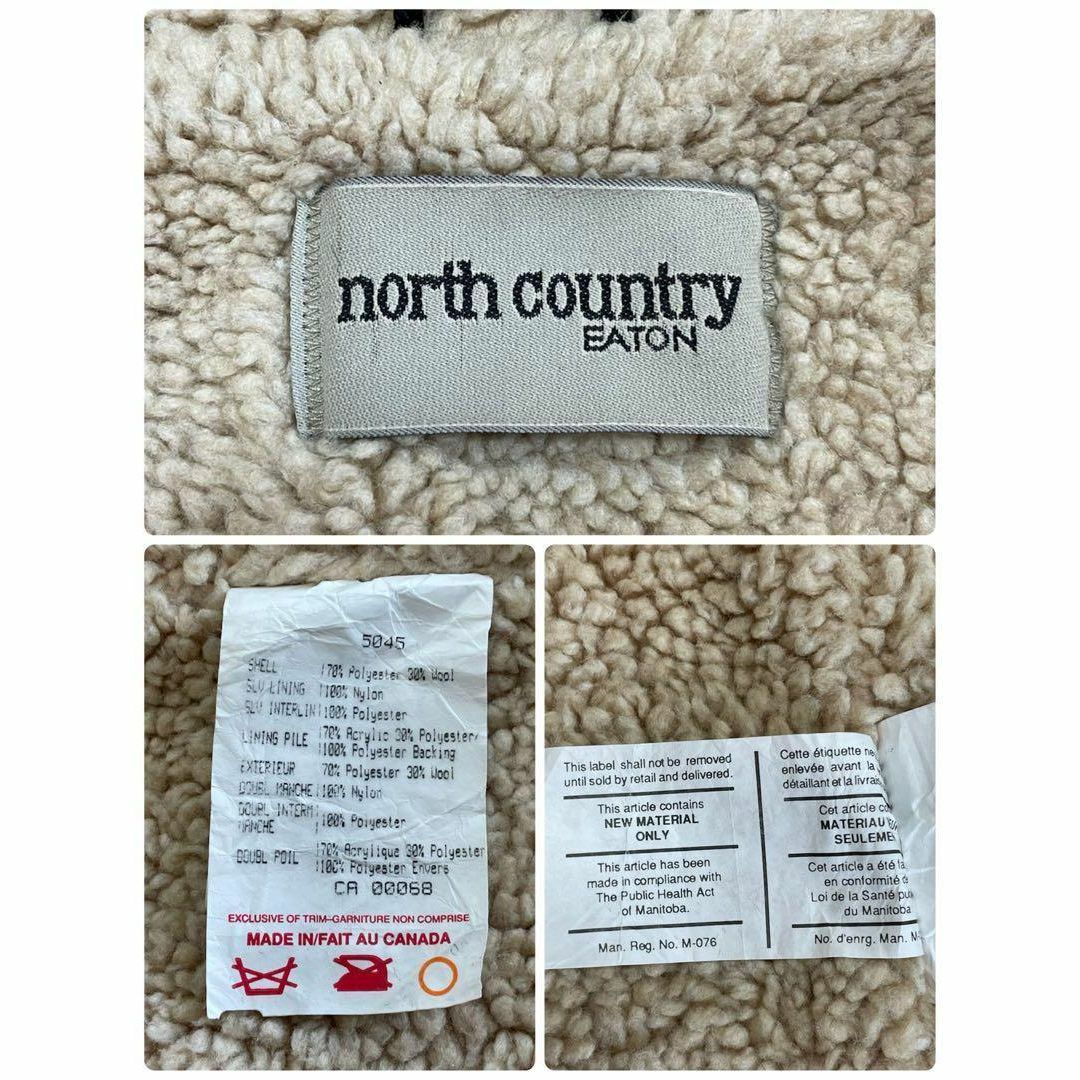 north country
EATON
5045
SHELL 70% Polyester 30% Wool
SLV LINING 100% Nylon
SLV INTERLIN 100% Polyester
LINING PILE 70% Acrylic 30% Polyester/
100% Polyester Backing
EXTERIEUR 70% Polyester 30% Wool
DOUBL MANCHE 100% Nylon
DOUBL INTERM
MANCHE 100% Polyester
DOUBL POIL 70% Acrylique 30% Polyester
100% Polyester Envers
CA 00068
EXCLUSIVE OF TRIM–GARNITURE NON COMPRISE
MADE IN/FAIT AU CANADA
This label shall not be removed
until sold by retail and delivered.
This article contains
NEW MATERIAL
ONLY
This article has been
made in compliance with
The Public Health Act
of Manitoba.
Man. Reg. No. M-076
Cette étiquette
enlevée avant la
détaillant et la
Cet article
MATÉRIAU
Cet article a été
en conformité
Loi de la Santé
du Manitoba
No. d'enrg. Man.